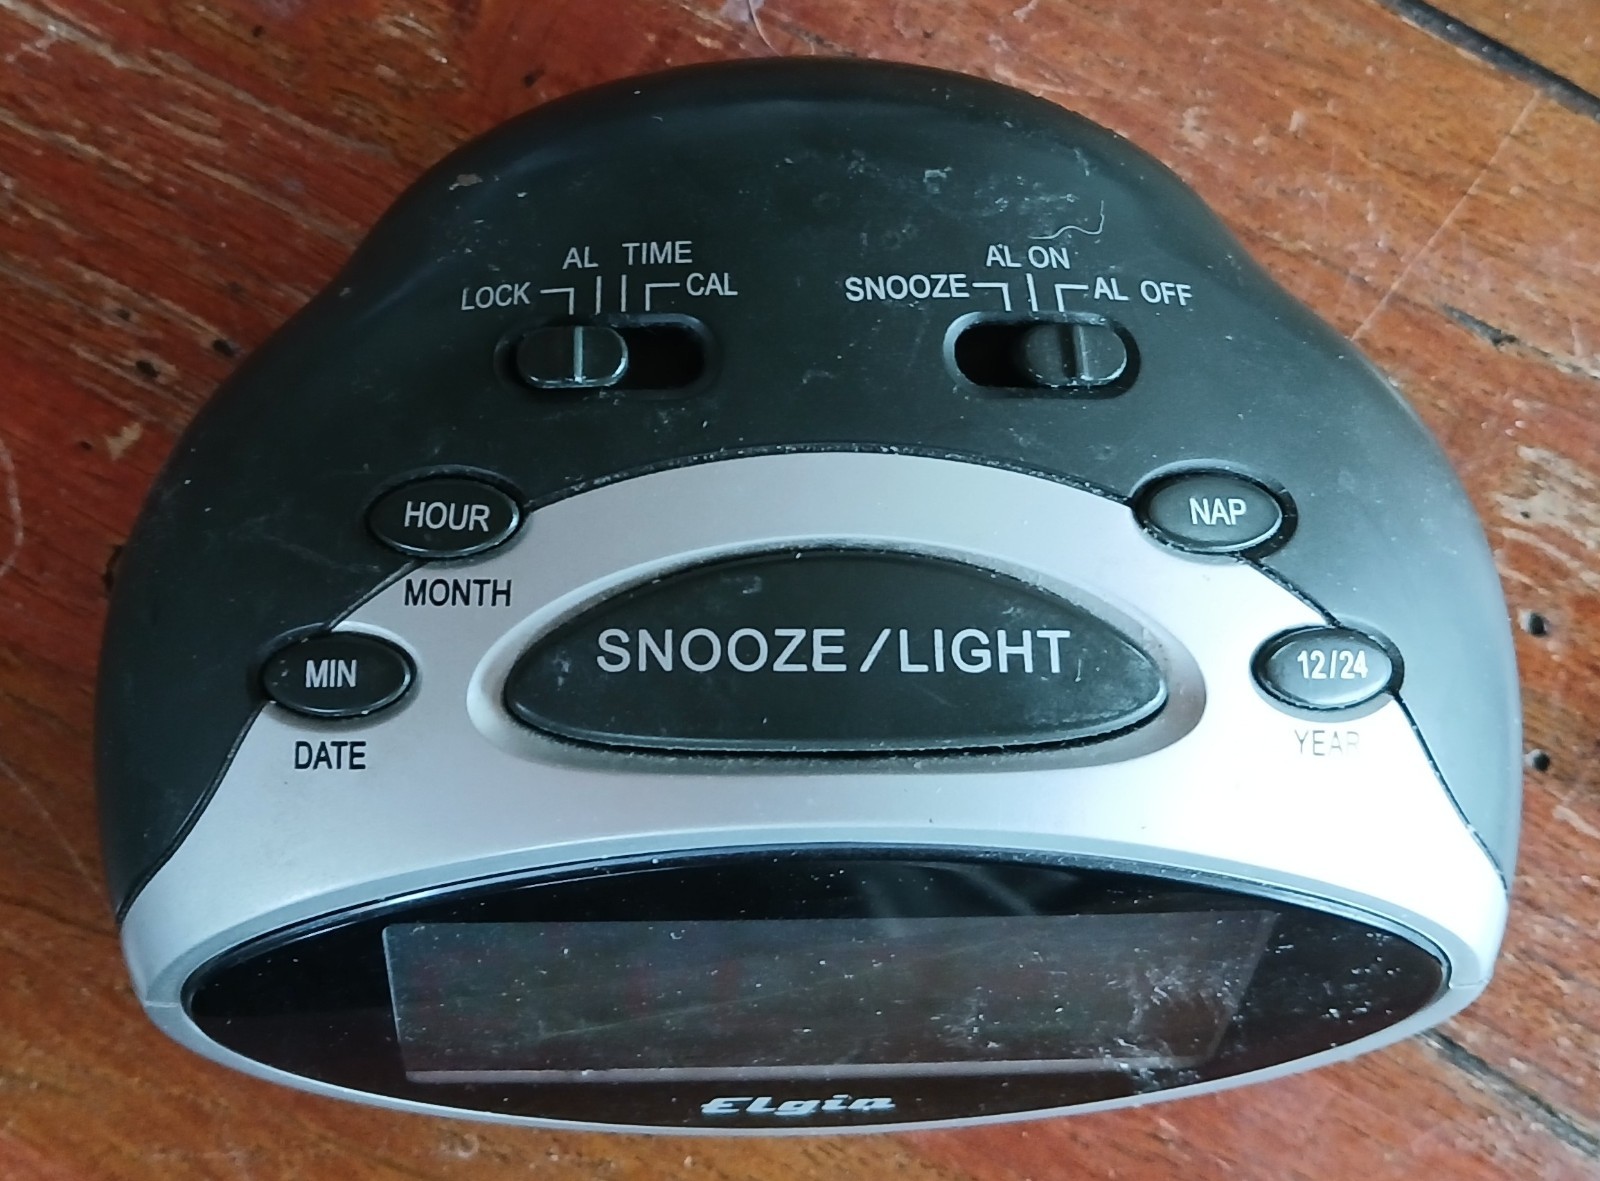 AL TIME
LOCK CAL
AL ON
SNOOZE AL OFF
HOUR
MONTH
NAP
SNOOZE/LIGHT
MIN
DATE
12/24
YEAR
Elgin